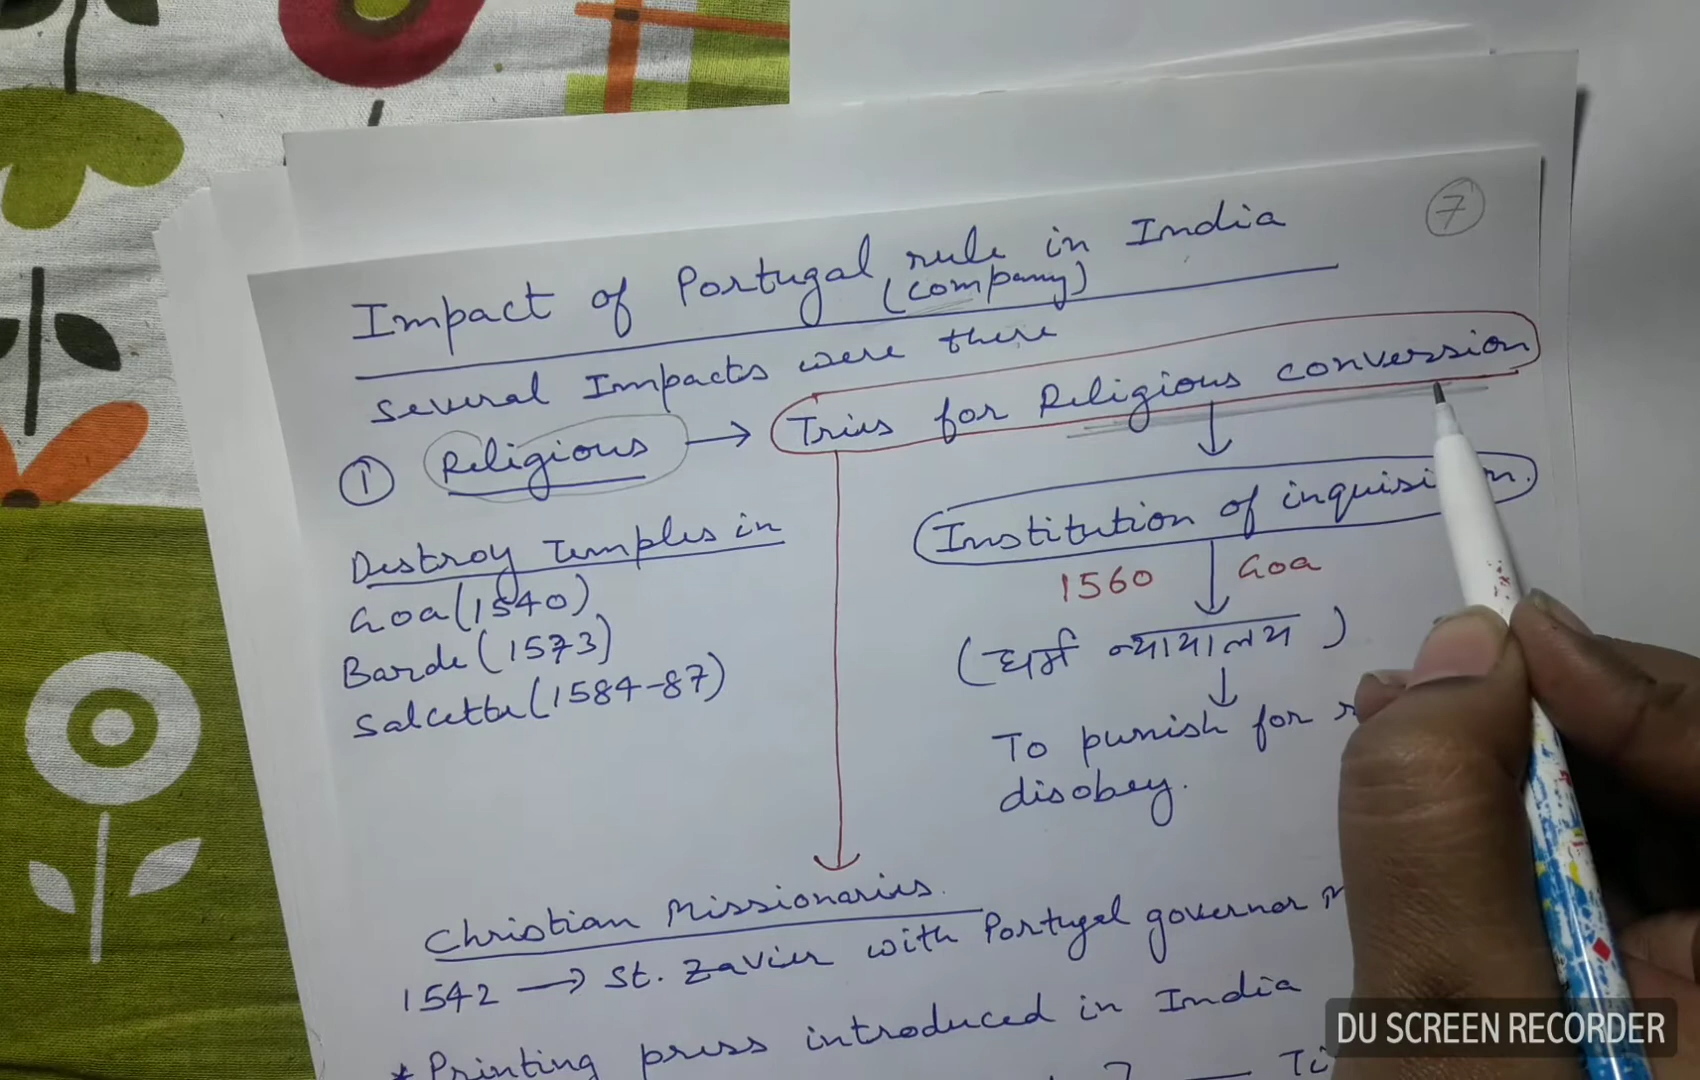 7
Impact of Portugal rule in India
(company)
Several Impacts were there
① Religious → Tries for Religious conversion
Institution of inquisi n.
1560 Goa
(धर्म न्यायालय)
To punish for
disobey.
Destroy Temples in
Goa (1540)
Barde (1573)
Salcette (1584-87)
Christian Missionaries.
1542 → St. Zavier with Portugal governor
* Printing press introduced in India
DU SCREEN RECORDER